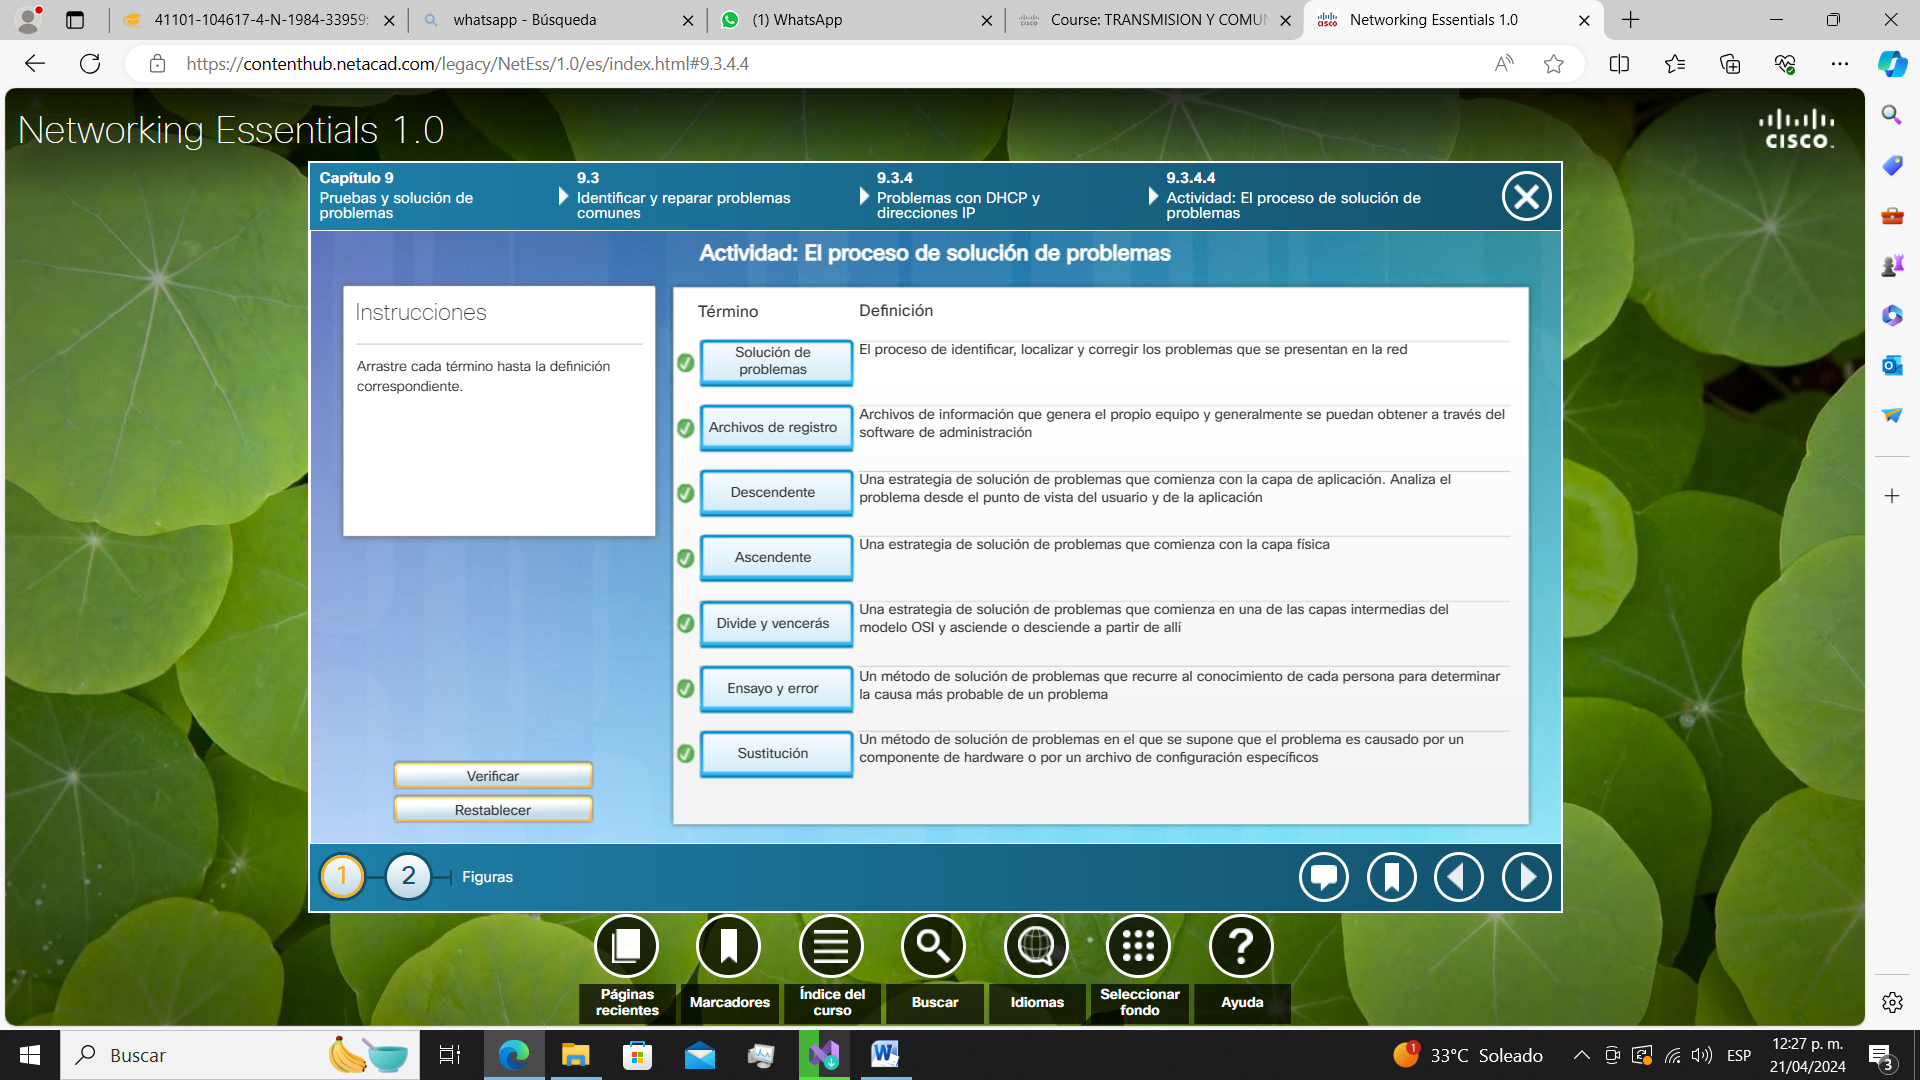 41101-104617-4-N-1984-33959
whatsapp - Búsqueda
(1) WhatsApp
Course: TRANSMISION Y COMUN
Networking Essentials 1.0
https://contenthub.netacad.com/legacy/NetEss/1.0/es/index.html#9.3.4.4
Networking Essentials 1.0
CISCO
Capítulo 9
Pruebas y solución de
problemas
9.3
Identificar y reparar problemas
comunes
9.3.4
Problemas con DHCP y
direcciones IP
9.3.4.4
Actividad: El proceso de solución de
problemas
Actividad: El proceso de solución de problemas
Instrucciones
Arrastre cada término hasta la definición
correspondiente.
Verificar
Restablecer
Término
Definición
Solución de
problemas
El proceso de identificar, localizar y corregir los problemas que se presentan en la red
Archivos de registro
Archivos de información que genera el propio equipo y generalmente se puedan obtener a través del
software de administración
Descendente
Una estrategia de solución de problemas que comienza con la capa de aplicación. Analiza el
problema desde el punto de vista del usuario y de la aplicación
Ascendente
Una estrategia de solución de problemas que comienza con la capa física
Divide y vencerás
Una estrategia de solución de problemas que comienza en una de las capas intermedias del
modelo OSI y asciende o desciende a partir de allí
Ensayo y error
Un método de solución de problemas que recurre al conocimiento de cada persona para determinar
la causa más probable de un problema
Sustitución
Un método de solución de problemas en el que se supone que el problema es causado por un
componente de hardware o por un archivo de configuración específicos
1
2
Figuras
Páginas
recientes
Marcadores
Índice del
curso
Buscar
Idiomas
Seleccionar
fondo
Ayuda
Buscar
1
33°C Soleado
ESP
12:27 p. m.
21/04/2024
3